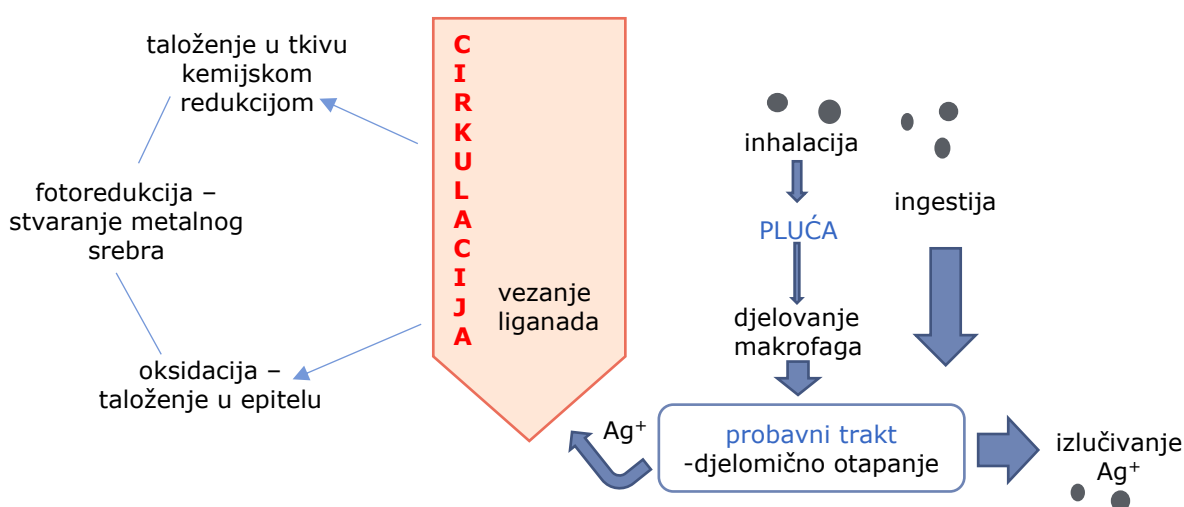 taloženje u tkivu
kemijskom
redukcijom
fotoredukcija –
stvaranje metalnog
srebra
oksidacija –
taloženje u epitelu
C
I
R
K
U
L
A
C
I
J
A
vezanje
liganada
inhalacija
PLUĆA
djelovanje
makrofaga
ingestija
Ag⁺
probavni trakt
-djelomično otapanje
izlučivanje
Ag⁺